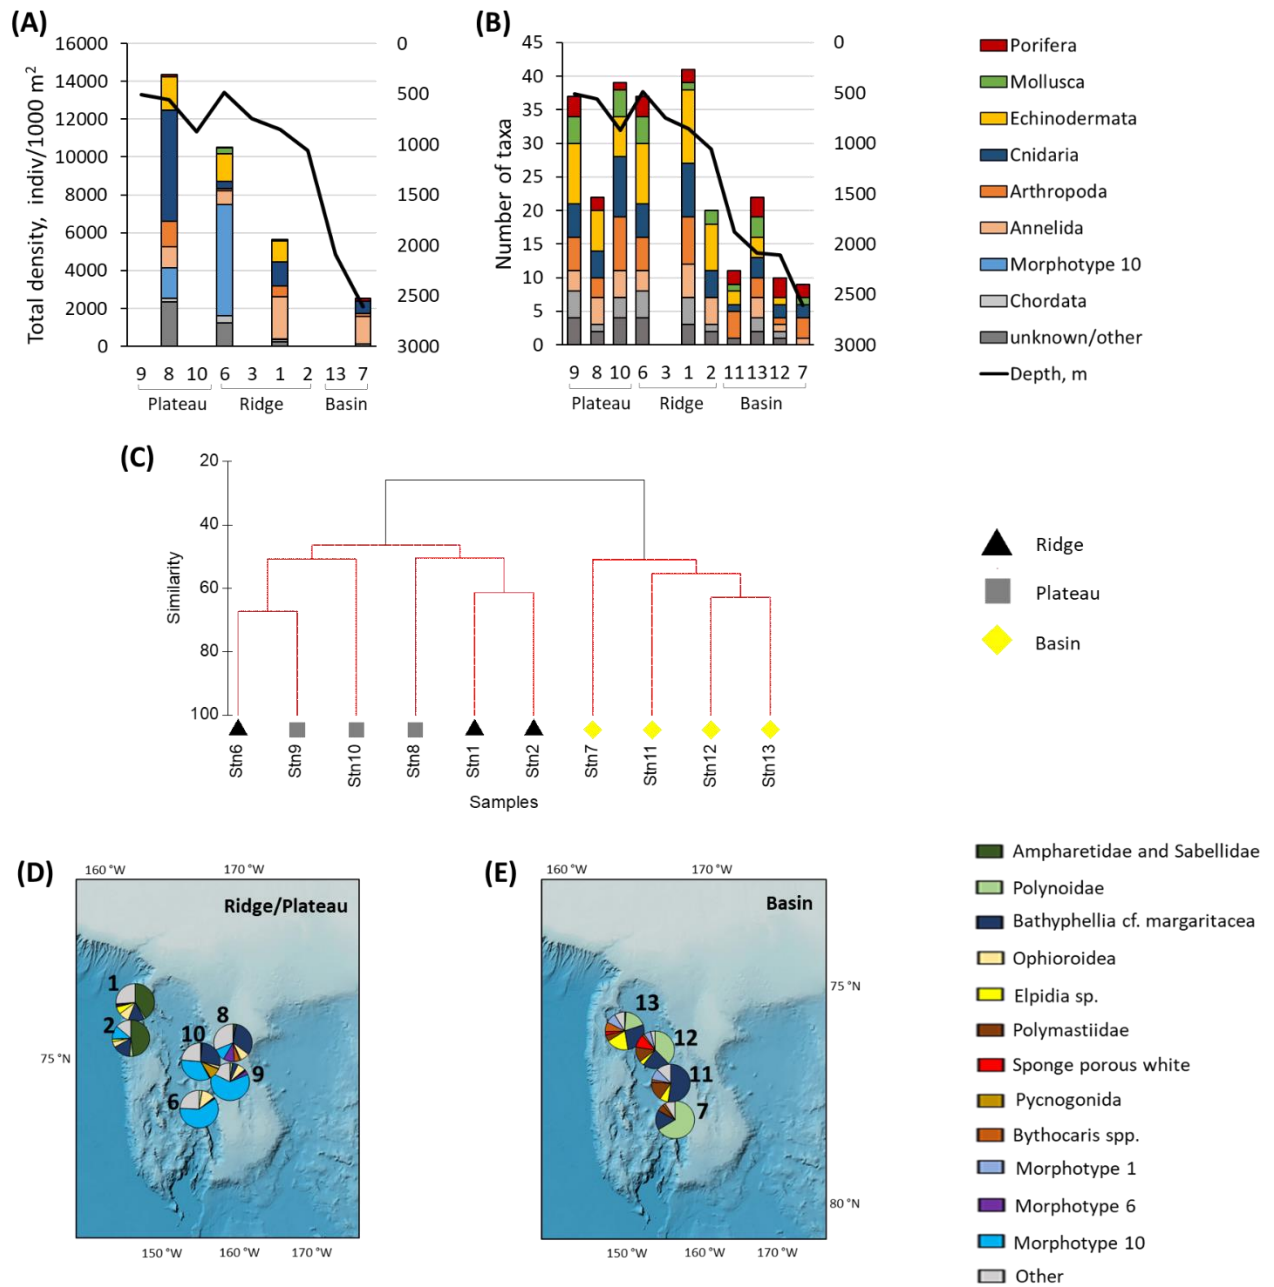 (A)
Total density, indiv/1000 m²
16000
14000
12000
10000
8000
6000
4000
2000
0
0
500
1000
1500
2000
2500
3000
9 8 10 6 3 1 2 13 7
Plateau Ridge Basin
(B)
Number of taxa
45
40
35
30
25
20
15
10
5
0
0
500
1000
1500
2000
2500
3000
9 8 10 6 3 1 2 11 13 12 7
Plateau Ridge Basin
Porifera
Mollusca
Echinodermata
Cnidaria
Arthropoda
Annelida
Morphotype 10
Chordata
unknown/other
Depth, m
(C)
Similarity
20
40
60
80
100
Stn6 Stn9 Stn10 Stn8 Stn1 Stn2 Stn7 Stn11 Stn12 Stn13
Samples
Ridge
Plateau
Basin
(D)
160 °W 170 °W
Ridge/Plateau
1
2
8
10
9
6
75 °N
150 °W 160 °W 170 °W
(E)
160 °W 170 °W
Basin
75 °N
13
12
11
7
80 °N
150 °W 160 °W 170 °W
Ampharetidae and Sabellidae
Polynoidae
Bathyphellia cf. margaritacea
Ophioroidea
Elpidia sp.
Polymastiidae
Sponge porous white
Pycnogonida
Bythocaris spp.
Morphotype 1
Morphotype 6
Morphotype 10
Other